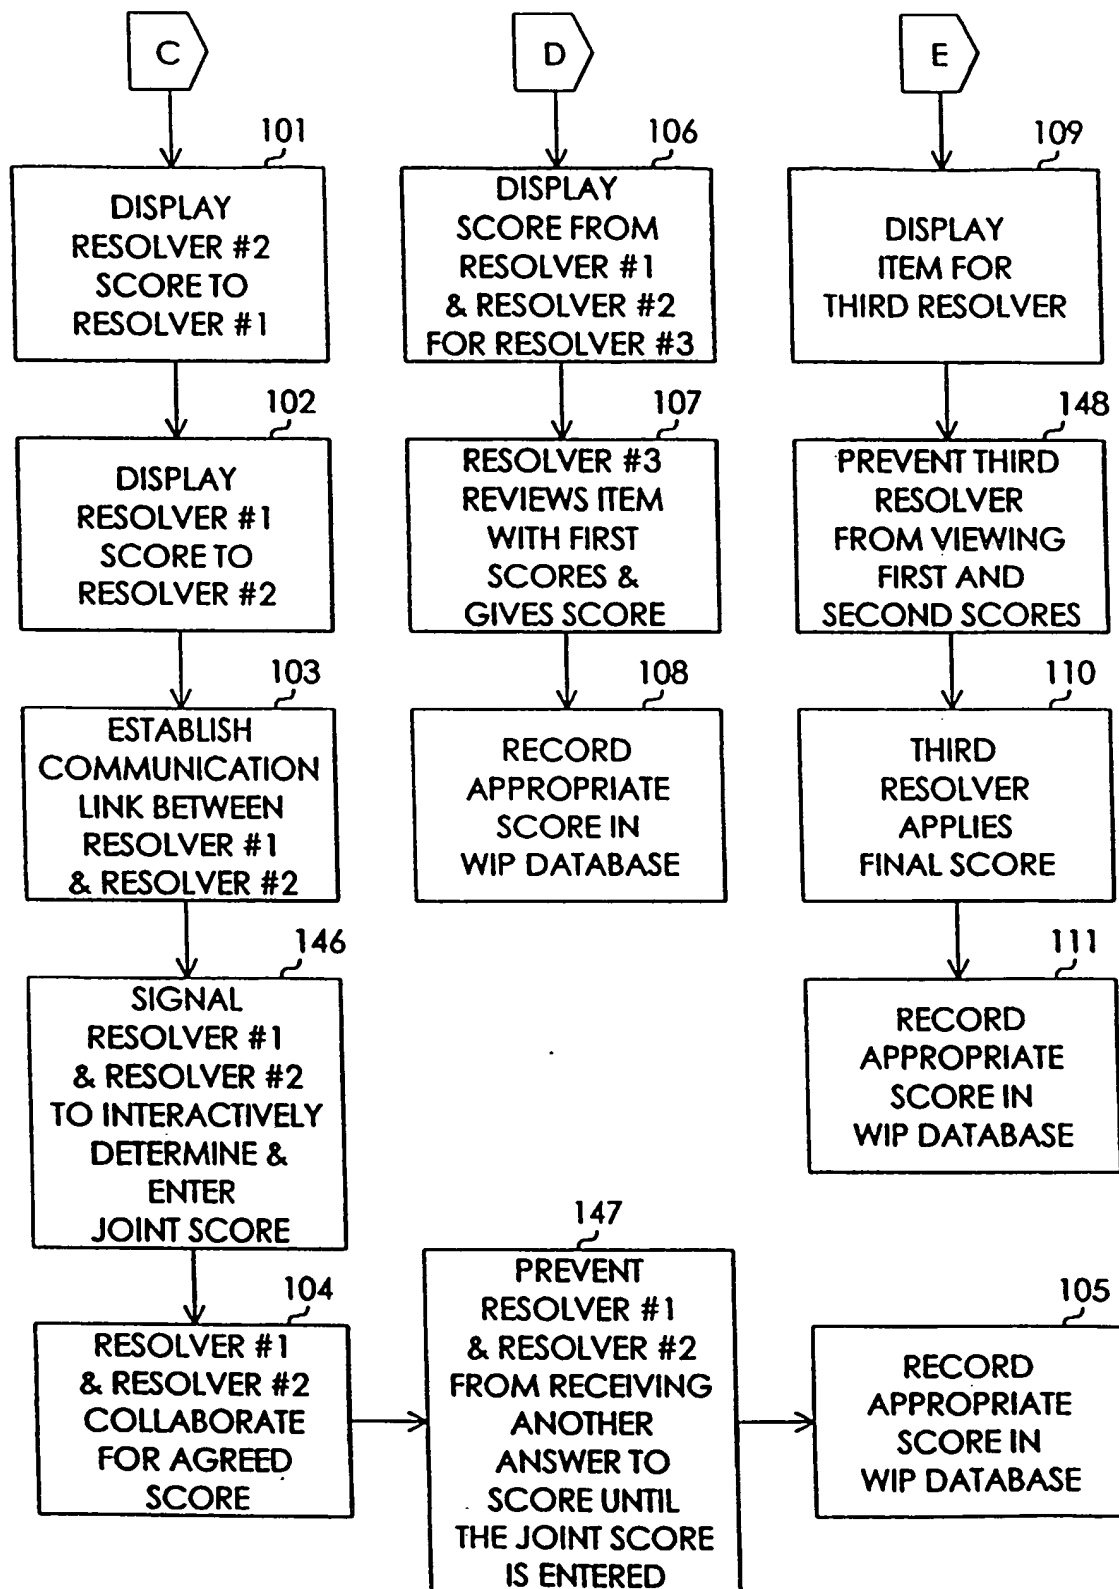 C
101
DISPLAY
RESOLVER #2
SCORE TO
RESOLVER #1
102
DISPLAY
RESOLVER #1
SCORE TO
RESOLVER #2
103
ESTABLISH
COMMUNICATION
LINK BETWEEN
RESOLVER #1
& RESOLVER #2
146
SIGNAL
RESOLVER #1
& RESOLVER #2
TO INTERACTIVELY
DETERMINE &
ENTER
JOINT SCORE
104
RESOLVER #1
& RESOLVER #2
COLLABORATE
FOR AGREED
SCORE
147
PREVENT
RESOLVER #1
& RESOLVER #2
FROM RECEIVING
ANOTHER
ANSWER TO
SCORE UNTIL
THE JOINT SCORE
IS ENTERED
105
RECORD
APPROPRIATE
SCORE IN
WIP DATABASE
D
106
DISPLAY
SCORE FROM
RESOLVER #1
& RESOLVER #2
FOR RESOLVER #3
107
RESOLVER #3
REVIEWS ITEM
WITH FIRST
SCORES &
GIVES SCORE
108
RECORD
APPROPRIATE
SCORE IN
WIP DATABASE
E
109
DISPLAY
ITEM FOR
THIRD RESOLVER
148
PREVENT THIRD
RESOLVER
FROM VIEWING
FIRST AND
SECOND SCORES
110
THIRD
RESOLVER
APPLIES
FINAL SCORE
111
RECORD
APPROPRIATE
SCORE IN
WIP DATABASE